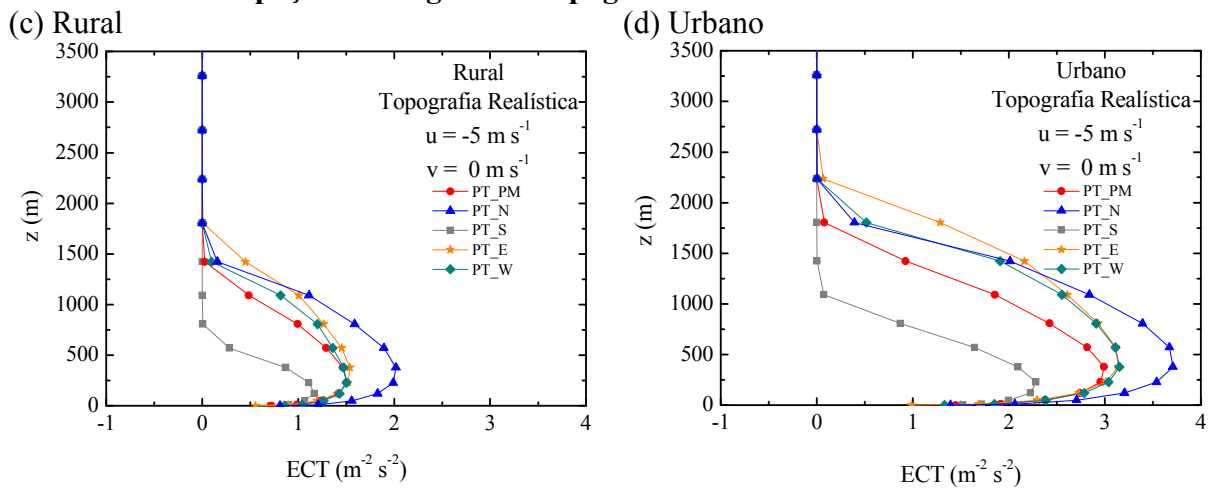 (c) Rural
3500
3000
2500
2000
1500
1000
500
0
z (m)
-1 0 1 2 3 4
ECT (m-2 s-2)
Rural
Topografia Realística
u = -5 m s-1
v = 0 m s-1
PT_PM
PT_N
PT_S
PT_E
PT_W
(d) Urbano
3500
3000
2500
2000
1500
1000
500
0
z (m)
-1 0 1 2 3 4
ECT (m-2 s-2)
Urbano
Topografia Realística
u = -5 m s-1
v = 0 m s-1
PT_PM
PT_N
PT_S
PT_E
PT_W